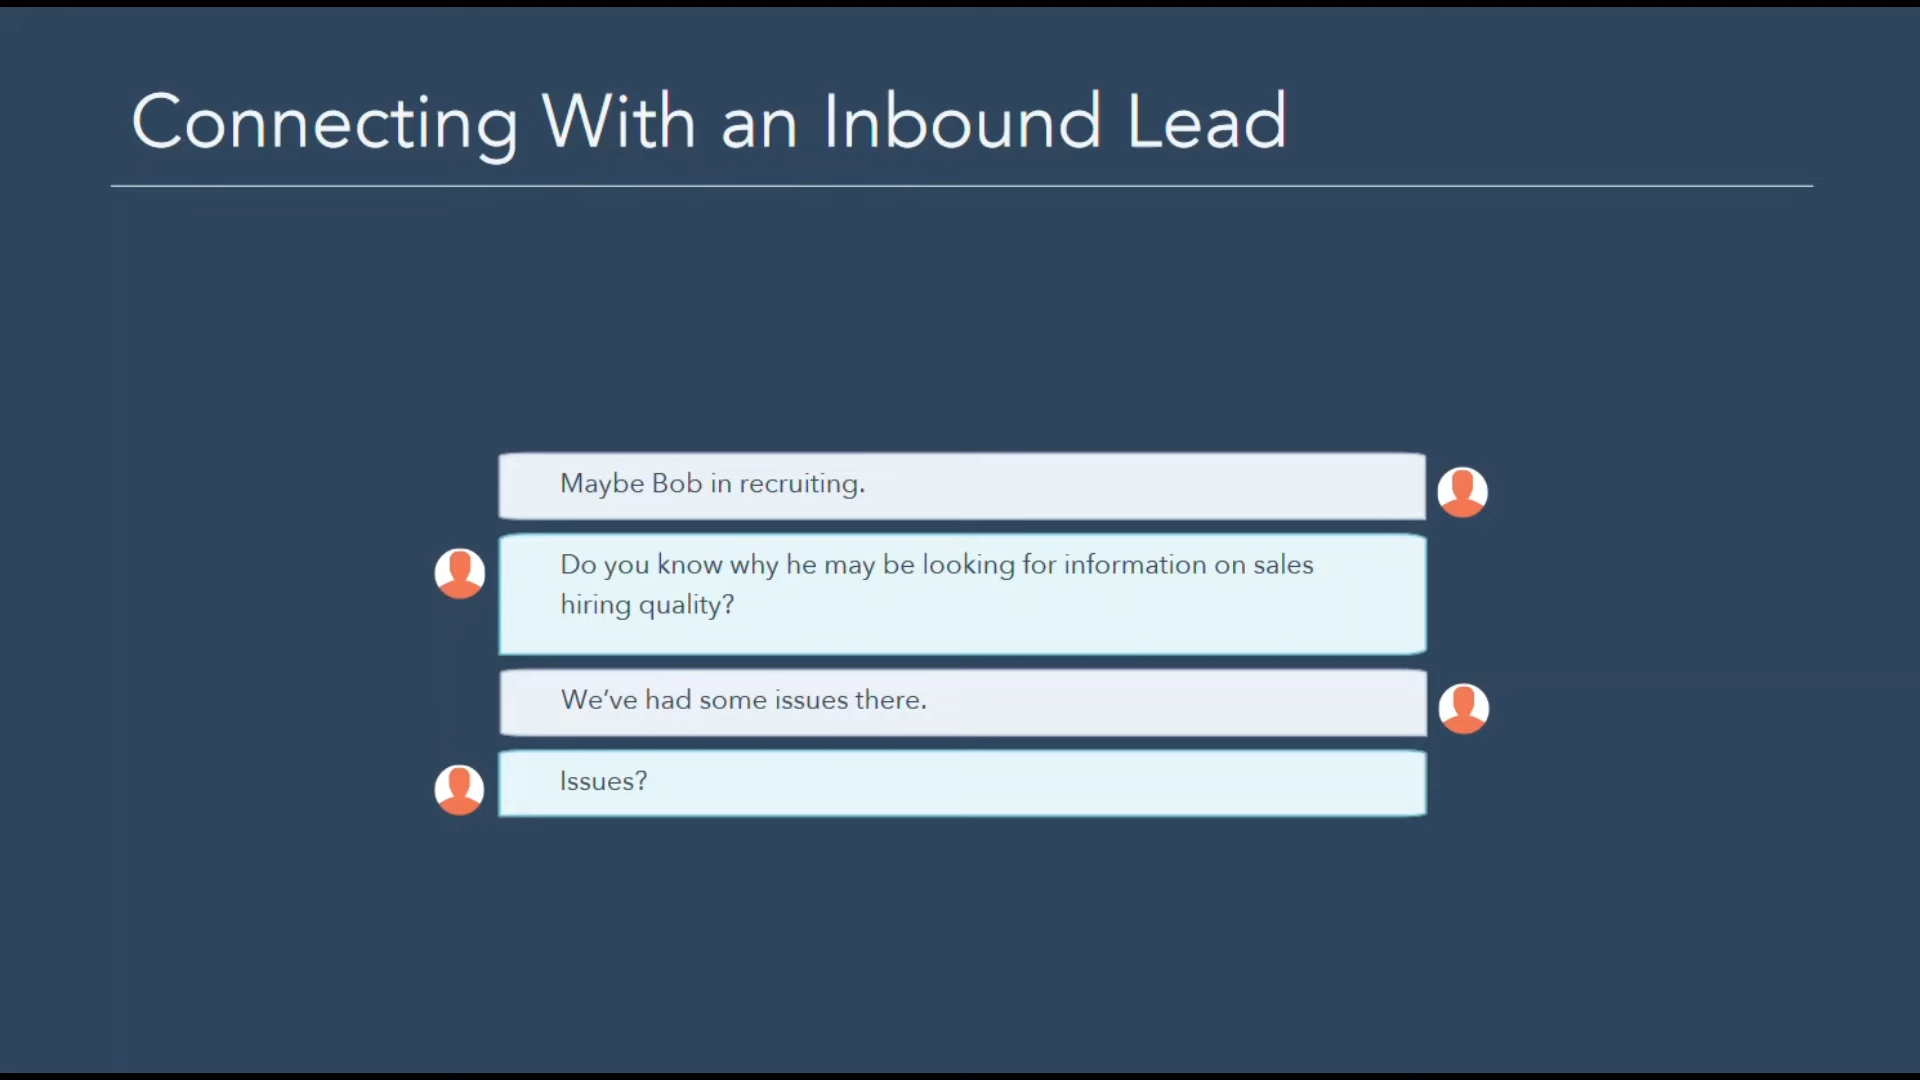 Connecting With an Inbound Lead
Maybe Bob in recruiting.
Do you know why he may be looking for information on sales
hiring quality?
We’ve had some issues there.
Issues?